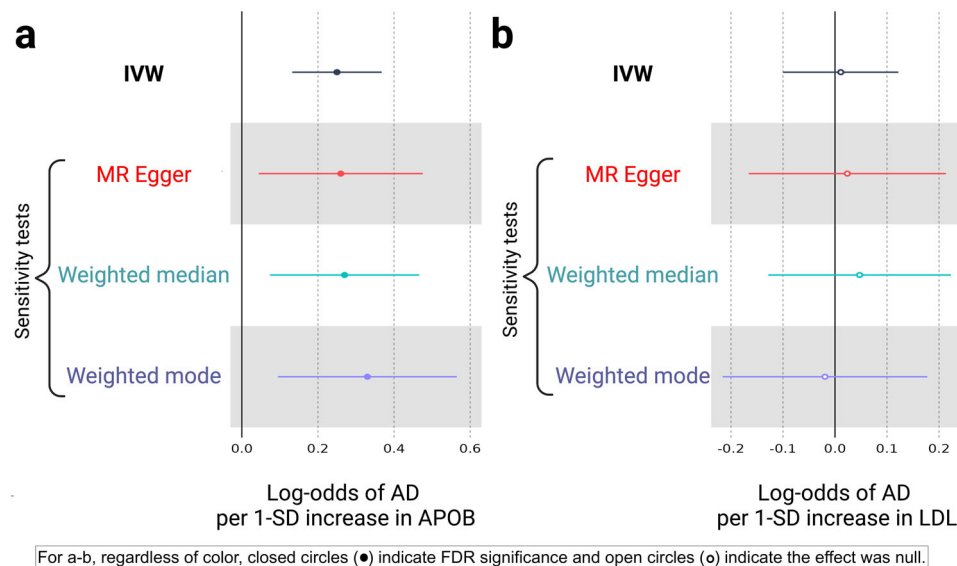 a
IVW
MR Egger
Weighted median
Weighted mode
Sensitivity tests
0.0 0.2 0.4 0.6
Log-odds of AD
per 1-SD increase in APOB
b
IVW
MR Egger
Weighted median
Weighted mode
Sensitivity tests
-0.2 -0.1 0.0 0.1 0.2
Log-odds of AD
per 1-SD increase in LDL
For a-b, regardless of color, closed circles (●) indicate FDR significance and open circles (o) indicate the effect was null.